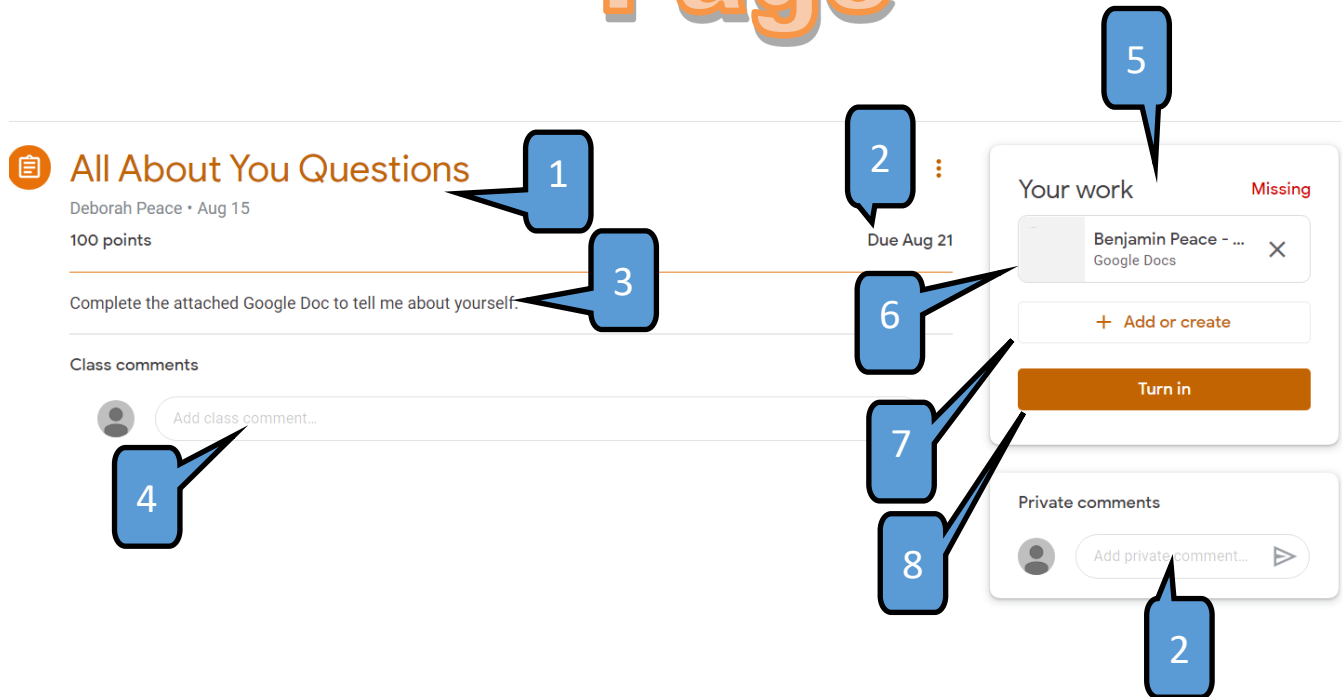 5
All About You Questions
1
2
Deborah Peace • Aug 15
100 points
Due Aug 21
3
Complete the attached Google Doc to tell me about yourself.
Class comments
Add class comment...
4
Your work
Missing
Benjamin Peace - ...
Google Docs
6
+ Add or create
7
Turn in
8
Private comments
Add private comment...
2